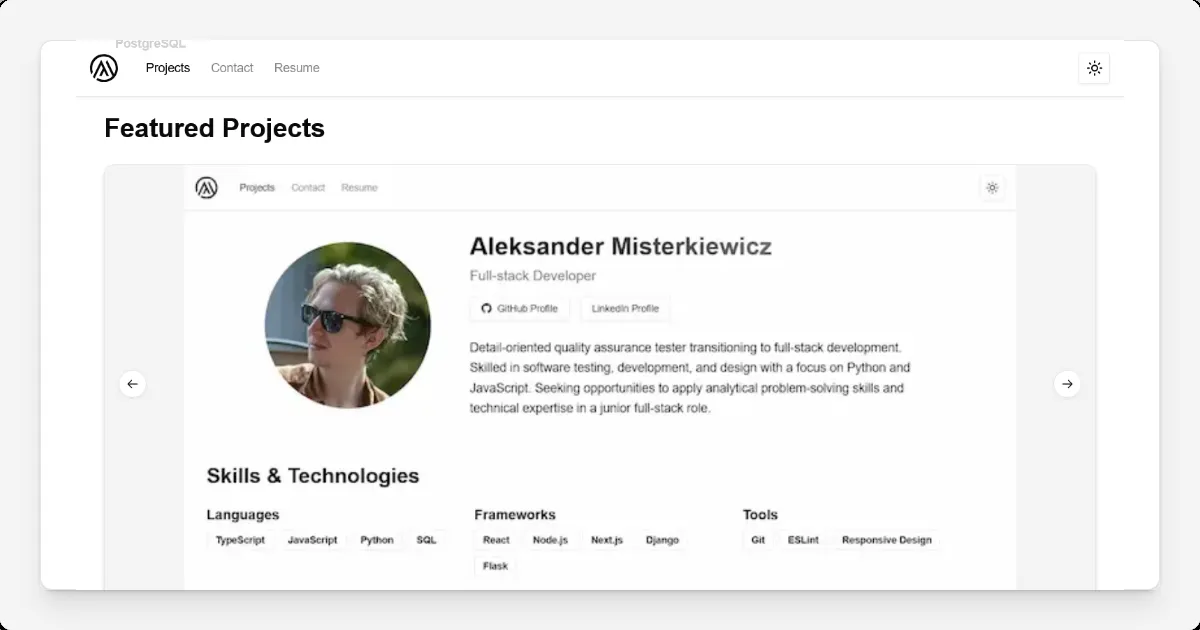 PostgreSQL
Projects Contact Resume
Featured Projects
Projects Contact Resume
Aleksander Misterkiewicz
Full-stack Developer
GitHub Profile LinkedIn Profile
Detail-oriented quality assurance tester transitioning to full-stack development.
Skilled in software testing, development, and design with a focus on Python and
JavaScript. Seeking opportunities to apply analytical problem-solving skills and
technical expertise in a junior full-stack role.
Skills & Technologies
Languages Frameworks Tools
TypeScript JavaScript Python SQL React Node.js Next.js Django Git ESLint Responsive Design
Flask